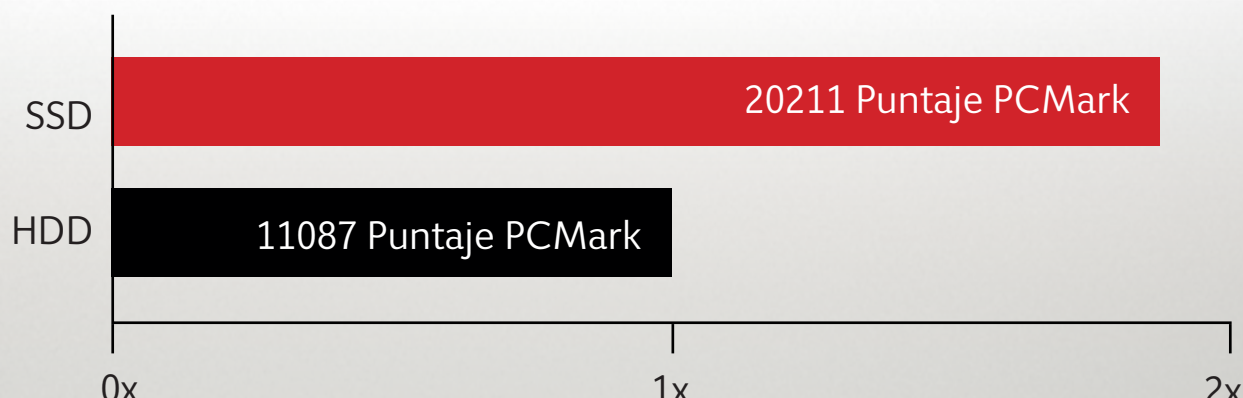 SSD
20211 Puntaje PCMark
HDD
11087 Puntaje PCMark
0x
1x
2x